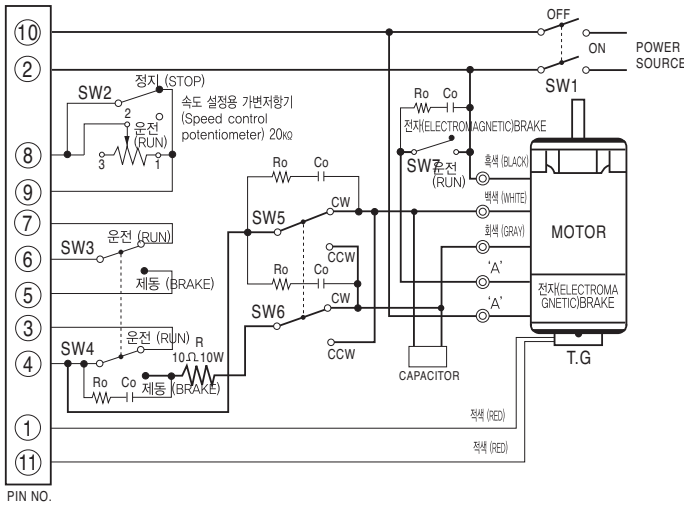 10
OFF
ON
POWER
SOURCE
SW1
2
SW2
정지 (STOP)
속도 설정용 가변저항기
(Speed control
potentiometer) 20KΩ
2
운전
(RUN)
3
1
8
9
Ro
Co
전자(ELECTROMAGNETIC)BRAKE
SW7
운전
(RUN)
흑색 (BLACK)
백색 (WHITE)
회색 (GRAY)
'A'
'A'
MOTOR
전자(ELECTROMA
GNETIC)BRAKE
T.G
Ro
Co
CW
SW5
CCW
Ro
Co
CW
SW6
CCW
CAPACITOR
7
운전 (RUN)
SW3
6
제동 (BRAKE)
5
3
운전 (RUN)
SW4
4
R
10Ω 10W
Ro
Co
제동 (BRAKE)
적색 (RED)
1
적색 (RED)
11
PIN NO.